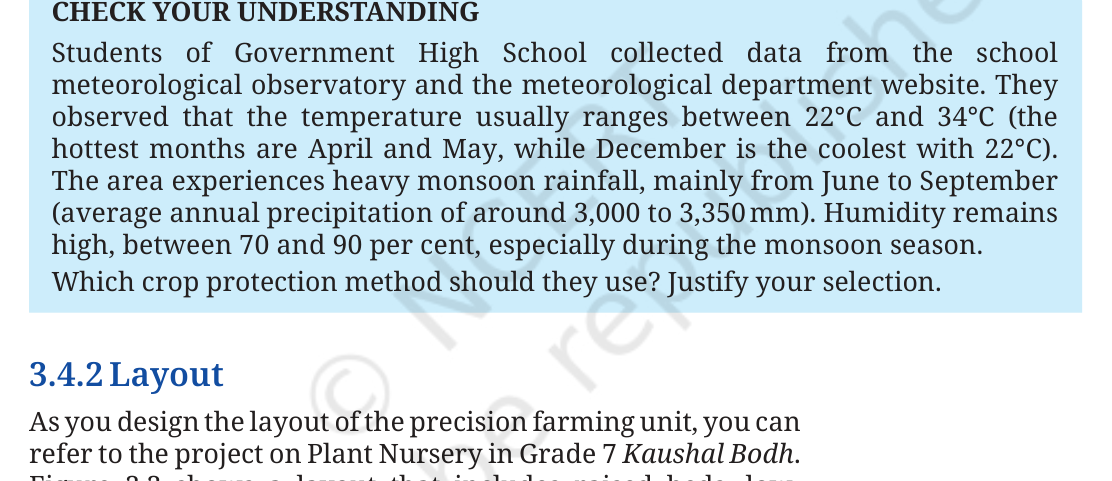 CHECK YOUR UNDERSTANDING
Students of Government High School collected data from the school
meteorological observatory and the meteorological department website. They
observed that the temperature usually ranges between 22°C and 34°C (the
hottest months are April and May, while December is the coolest with 22°C).
The area experiences heavy monsoon rainfall, mainly from June to September
(average annual precipitation of around 3,000 to 3,350 mm). Humidity remains
high, between 70 and 90 per cent, especially during the monsoon season.
Which crop protection method should they use? Justify your selection.
3.4.2 Layout
As you design the layout of the precision farming unit, you can
refer to the project on Plant Nursery in Grade 7 Kaushal Bodh.
© NCERT
be republishe